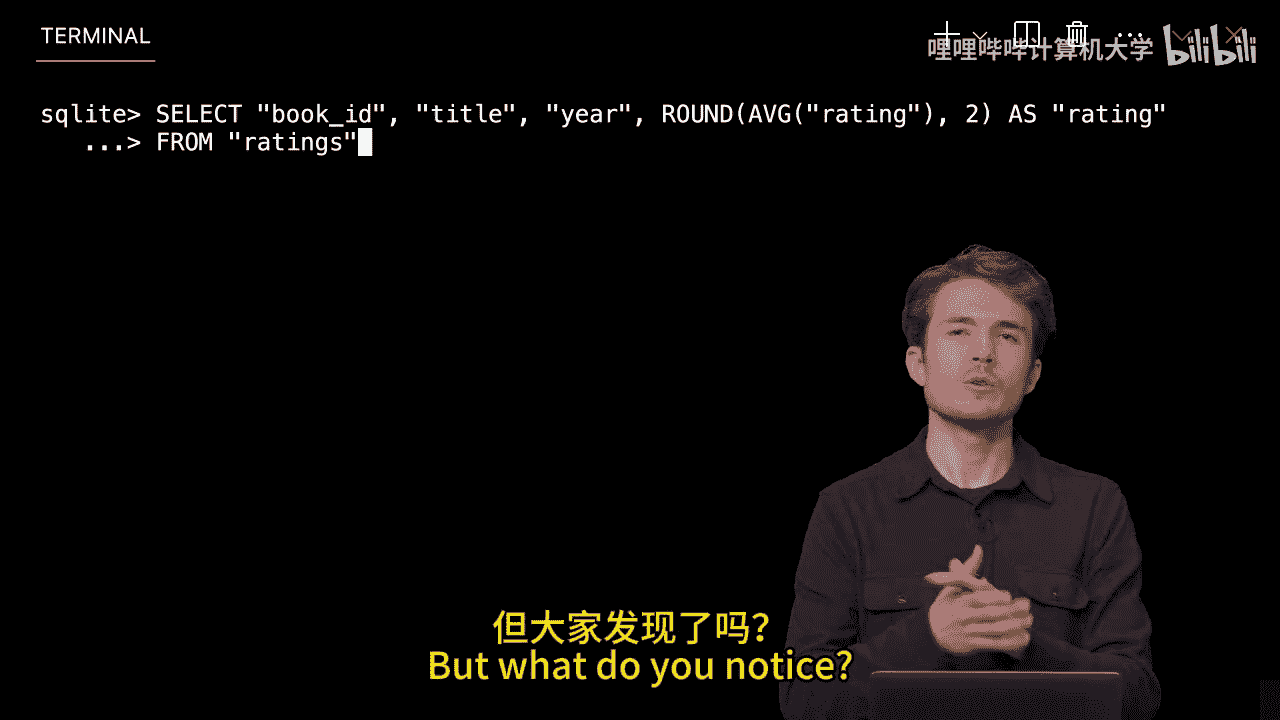 TERMINAL
哩哩哔哔计算机大学 bilibili
sqlite> SELECT "book_id", "title", "year", ROUND(AVG("rating"), 2) AS "rating"
...> FROM "ratings"
但大家发现了吗？
But what do you notice?